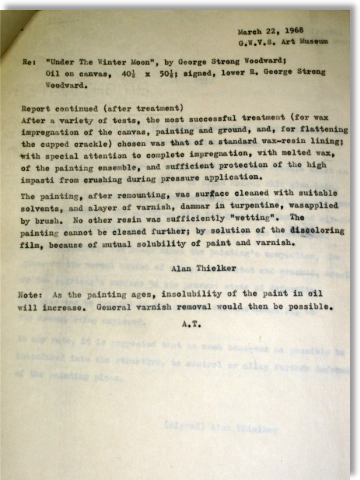 March 22, 1968
G.W.V.S. Art Museum
Re: "Under The Winter Moon", by George Strong Woodward;
Oil on canvas, 40½ x 50½; signed, lower R. George Strong
Woodward.
Report continued (after treatment)
After a variety of tests, the most successful treatment (for wax
impregnation of the canvas, painting and ground, and, for flattening
the cupped crackle) chosen was that of a standard wax-resin lining;
with special attention to complete impregnation, with melted wax,
of the painting ensemble, and sufficient protection of the high
impasti from crushing during pressure application.
The painting, after remounting, was surface cleaned with suitable
solvents, and alayer of varnish, dammar in turpentine, wasapplied
by brush. No other resin was sufficiently "wetting". The
painting cannot be cleaned further; by solution of the discoloring
film, because of mutual solubility of paint and varnish.
Alan Thielker
Note: As the painting ages, insolubility of the paint in oil
will increase. General varnish removal would then be possible.
A.T.
(Signed) Alan Thielker